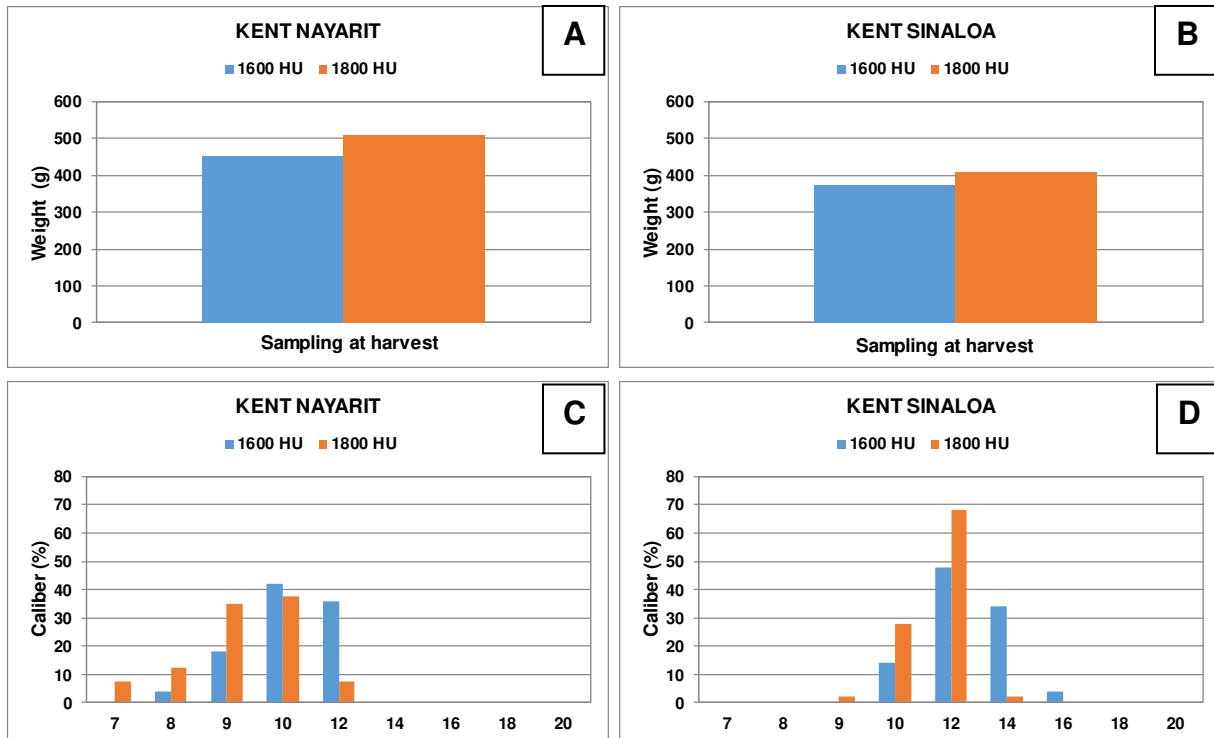 KENT NAYARIT
A
1600 HU 1800 HU
600
500
400
300
200
100
0
Weight (g)
Sampling at harvest
KENT SINALOA
B
1600 HU 1800 HU
600
500
400
300
200
100
0
Weight (g)
Sampling at harvest
KENT NAYARIT
C
1600 HU 1800 HU
80
70
60
50
40
30
20
10
0
Caliber (%)
7 8 9 10 12 14 16 18 20
KENT SINALOA
D
1600 HU 1800 HU
80
70
60
50
40
30
20
10
0
Caliber (%)
7 8 9 10 12 14 16 18 20